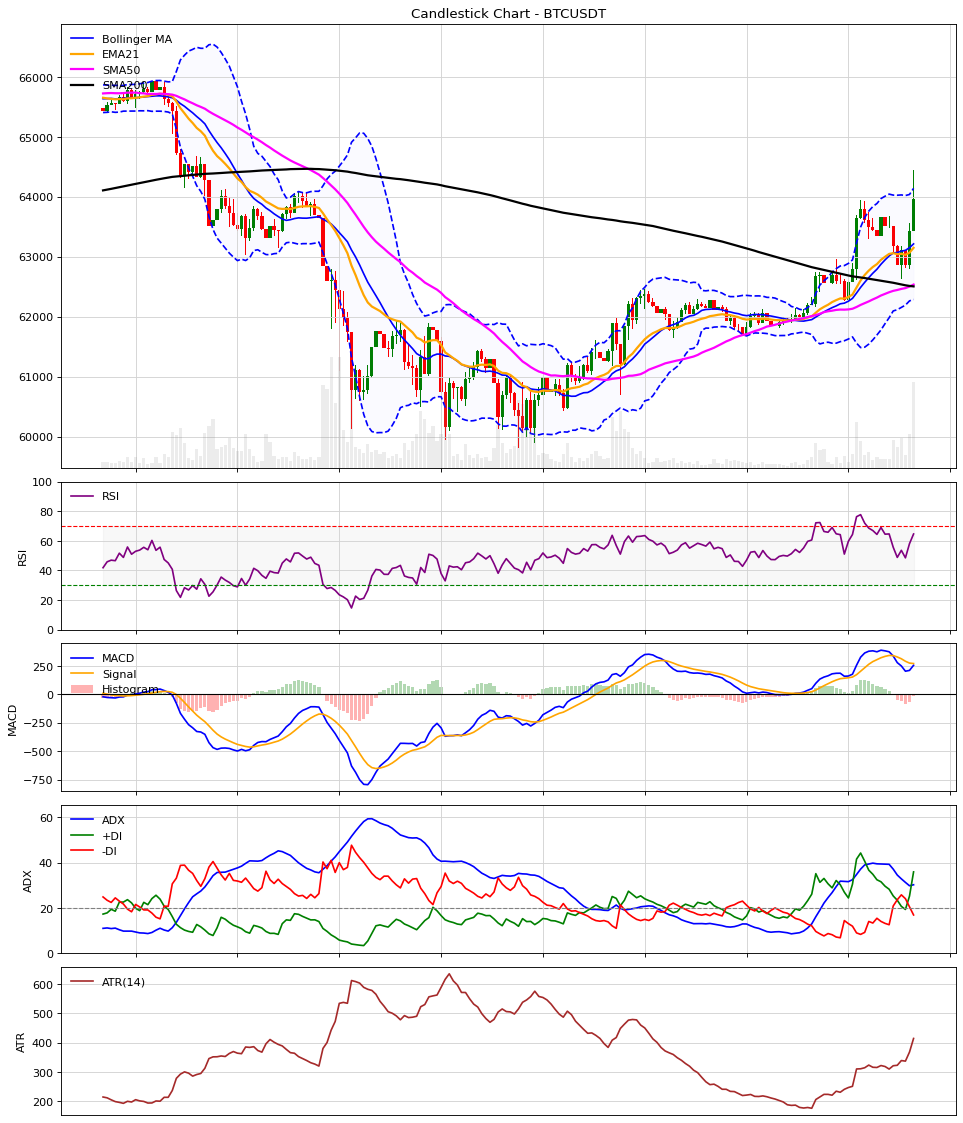 Candlestick Chart - BTCUSDT
Bollinger MA
EMA21
SMA50
SMA200
66000
65000
64000
63000
62000
61000
60000
RSI
100
80
60
40
20
0
RSI
MACD
Signal
Histogram
250
0
−250
−500
−750
MACD
ADX
+DI
-DI
60
40
20
0
ADX
ATR(14)
600
500
400
300
200
ATR